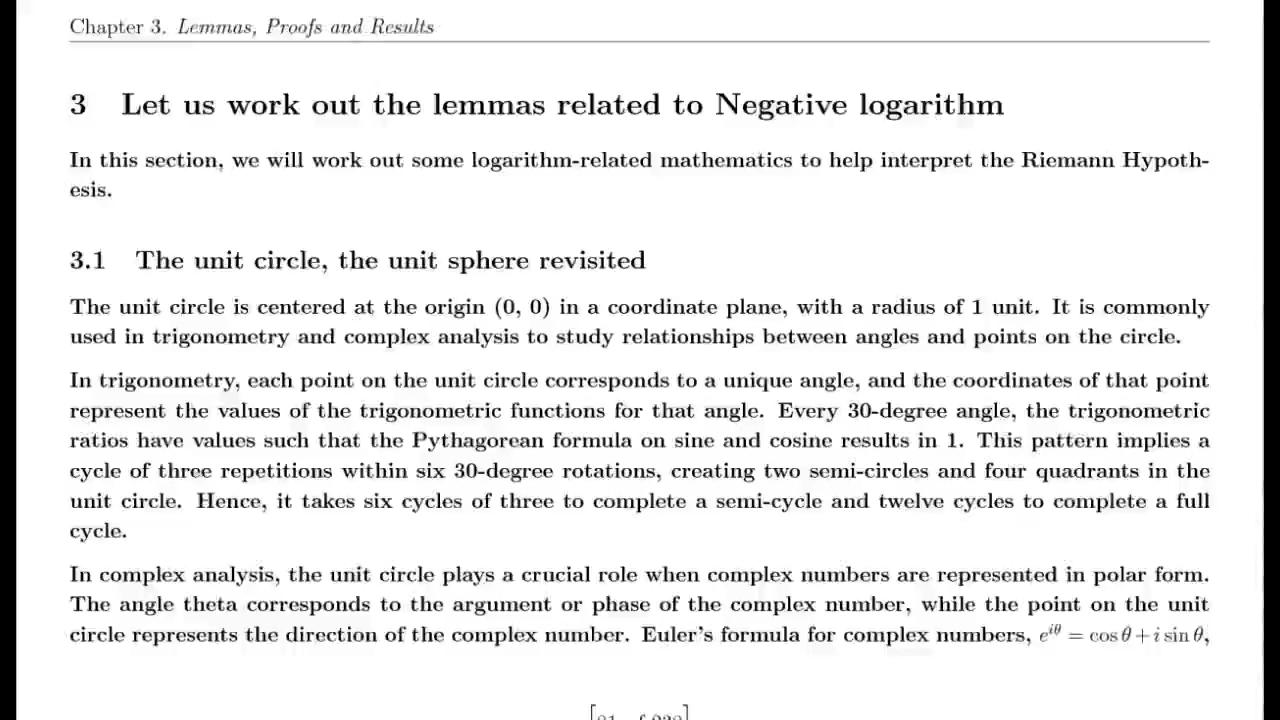 Chapter 3. Lemmas, Proofs and Results
3 Let us work out the lemmas related to Negative logarithm
In this section, we will work out some logarithm-related mathematics to help interpret the Riemann Hypoth-
esis.
3.1 The unit circle, the unit sphere revisited
The unit circle is centered at the origin (0, 0) in a coordinate plane, with a radius of 1 unit. It is commonly
used in trigonometry and complex analysis to study relationships between angles and points on the circle.
In trigonometry, each point on the unit circle corresponds to a unique angle, and the coordinates of that point
represent the values of the trigonometric functions for that angle. Every 30-degree angle, the trigonometric
ratios have values such that the Pythagorean formula on sine and cosine results in 1. This pattern implies a
cycle of three repetitions within six 30-degree rotations, creating two semi-circles and four quadrants in the
unit circle. Hence, it takes six cycles of three to complete a semi-cycle and twelve cycles to complete a full
cycle.
In complex analysis, the unit circle plays a crucial role when complex numbers are represented in polar form.
The angle theta corresponds to the argument or phase of the complex number, while the point on the unit
circle represents the direction of the complex number. Euler's formula for complex numbers, e^{iθ} = cos θ + i sin θ,